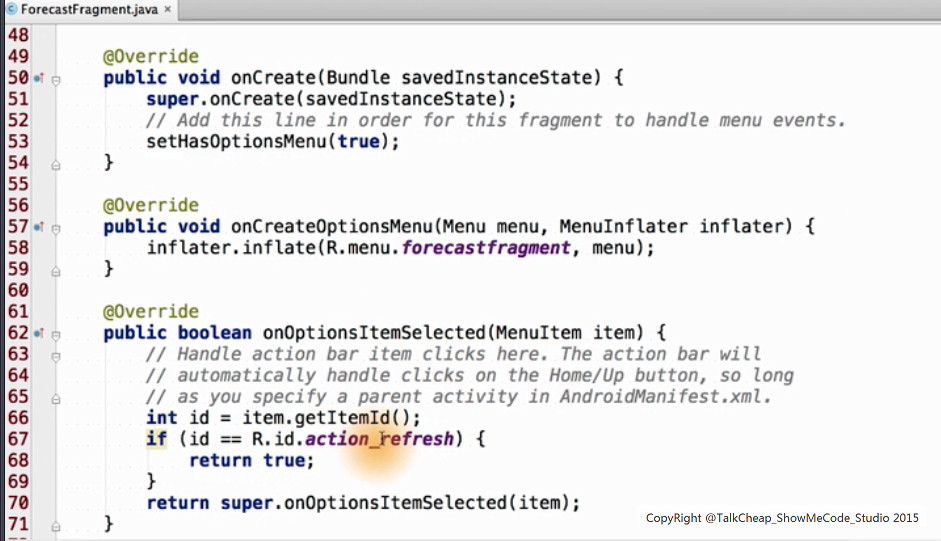 ForecastFragment.java ×
48
49 @Override
50 public void onCreate(Bundle savedInstanceState) {
51 super.onCreate(savedInstanceState);
52 // Add this line in order for this fragment to handle menu events.
53 setHasOptionsMenu(true);
54 }
55
56 @Override
57 public void onCreateOptionsMenu(Menu menu, MenuInflater inflater) {
58 inflater.inflate(R.menu.forecastfragment, menu);
59 }
60
61 @Override
62 public boolean onOptionsItemSelected(MenuItem item) {
63 // Handle action bar item clicks here. The action bar will
64 // automatically handle clicks on the Home/Up button, so long
65 // as you specify a parent activity in AndroidManifest.xml.
66 int id = item.getItemId();
67 if (id == R.id.action_refresh) {
68 return true;
69 }
70 return super.onOptionsItemSelected(item);
71 }
CopyRight @TalkCheap_ShowMeCode_Studio 2015